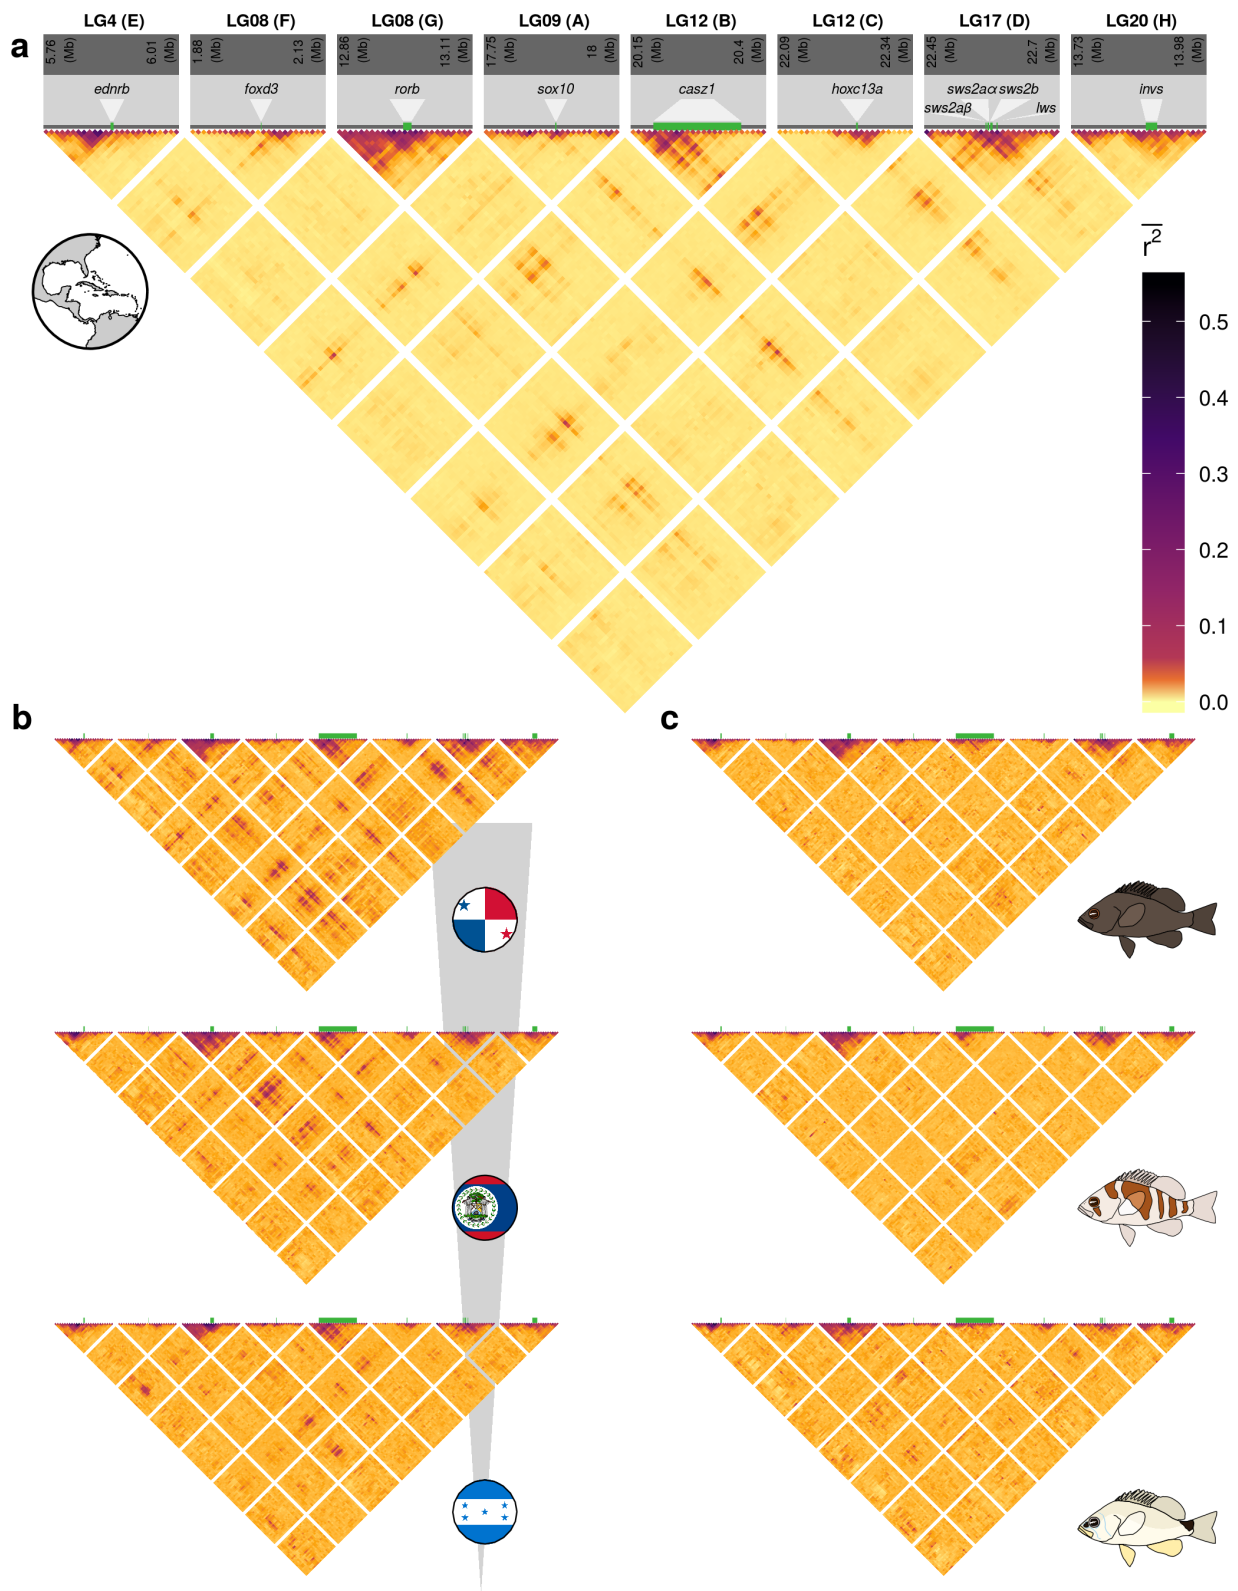 a
LG4 (E) LG08 (F) LG08 (G) LG09 (A) LG12 (B) LG12 (C) LG17 (D) LG20 (H)
5.76 (Mb) 6.01 (Mb) 1.88 (Mb) 2.13 (Mb) 12.86 (Mb) 13.11 (Mb) 17.75 (Mb) 18 (Mb) 20.15 (Mb) 20.4 (Mb) 22.09 (Mb) 22.34 (Mb) 22.45 (Mb) 22.7 (Mb) 13.73 (Mb) 13.98 (Mb)
ednrb foxd3 rorb sox10 casz1 hoxc13a sws2aα sws2b invs
sws2aβ lws
r²
0.5
0.4
0.3
0.2
0.1
0.0
b c